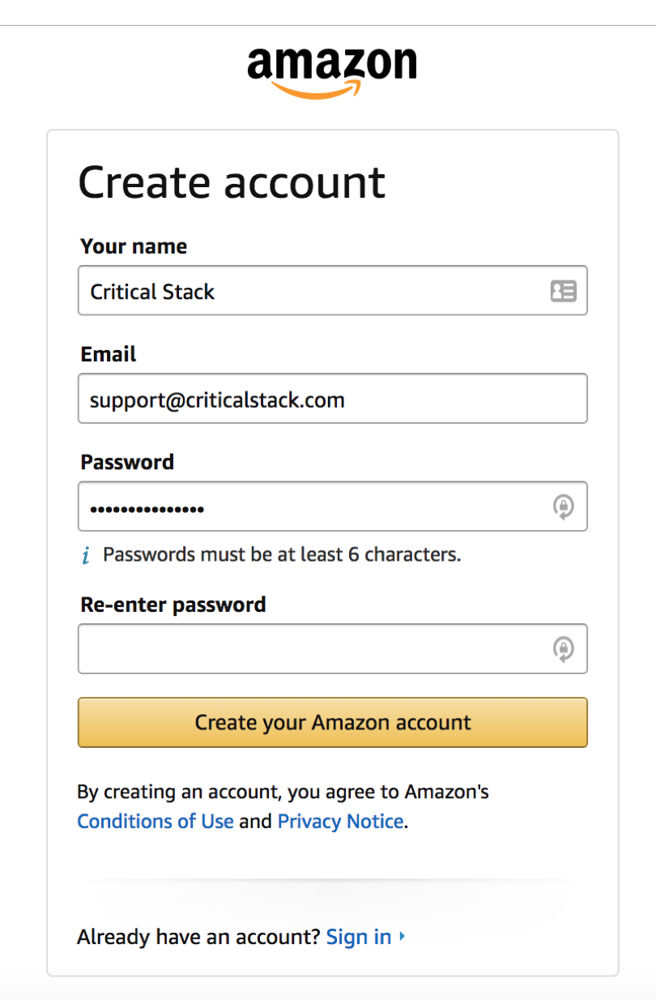 amazon
Create account
Your name
Critical Stack
Email
support@criticalstack.com
Password
•••••••••••••••
i Passwords must be at least 6 characters.
Re-enter password
Create your Amazon account
By creating an account, you agree to Amazon's
Conditions of Use and Privacy Notice.
Already have an account? Sign in